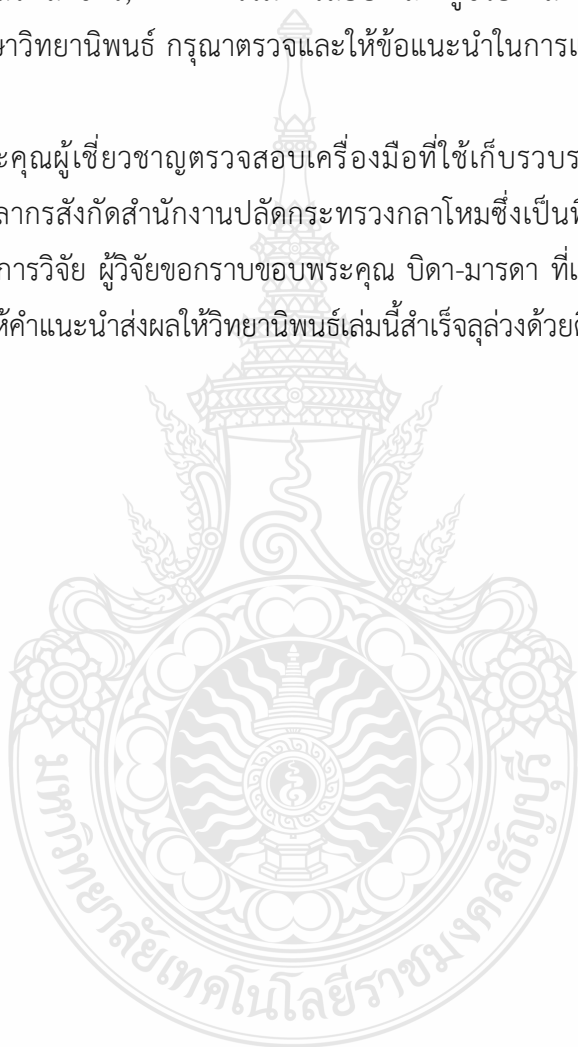 าวิทยานิพนธ์ กรุณาตรวจและให้ข้อแนะนำในการแ
ะคุณผู้เชี่ยวชาญตรวจสอบเครื่องมือที่ใช้เก็บรวบร
ลากรสังกัดสำนักงานปลัดกระทรวงกลาโหมซึ่งเป็นที
การวิจัย ผู้วิจัยขอกราบขอบพระคุณ บิดา-มารดา ที่เ
ห้คำแนะนำส่งผลให้วิทยานิพนธ์เล่มนี้สำเร็จลุล่วงด้วยดี
มหาวิทยาลัยเทคโนโลยีราชมงคลธัญบุรี